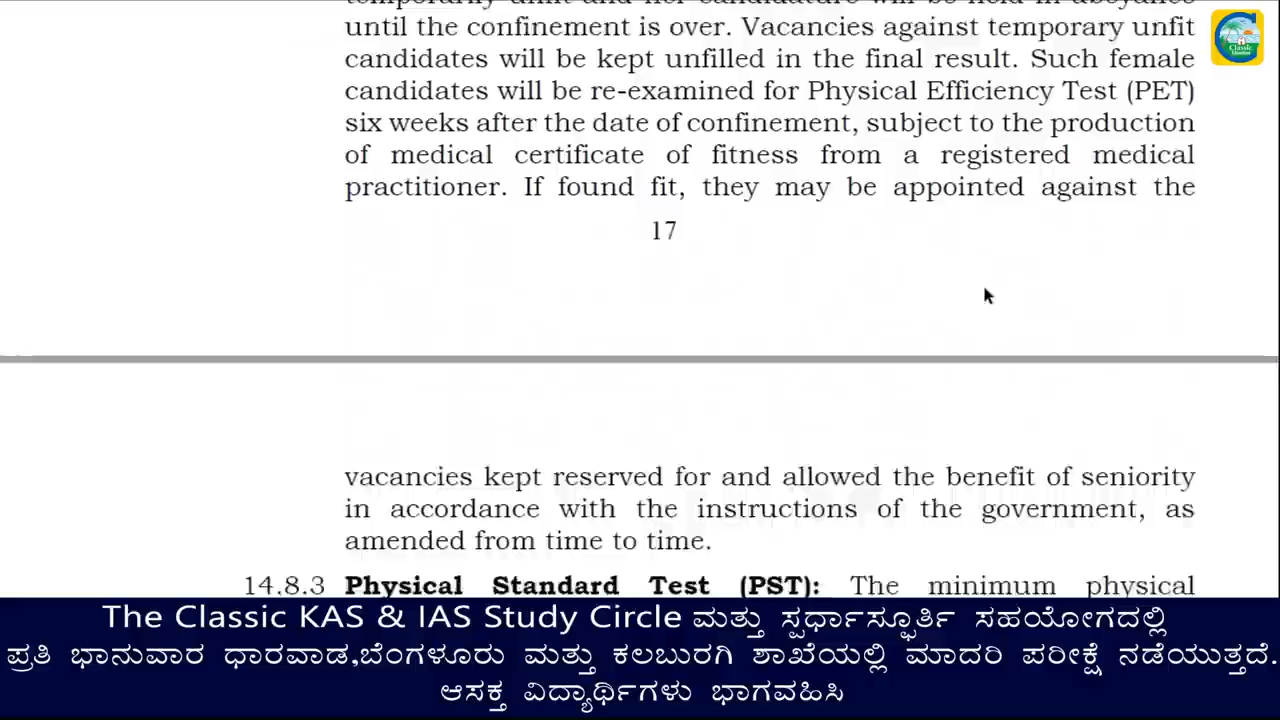 until the confinement is over. Vacancies against temporary unfit
candidates will be kept unfilled in the final result. Such female
candidates will be re-examined for Physical Efficiency Test (PET)
six weeks after the date of confinement, subject to the production
of medical certificate of fitness from a registered medical
practitioner. If found fit, they may be appointed against the
17
vacancies kept reserved for and allowed the benefit of seniority
in accordance with the instructions of the government, as
amended from time to time.
14.8.3 Physical Standard Test (PST): The minimum physical
The Classic KAS & IAS Study Circle ಮತ್ತು ಸ್ಪರ್ಧಾಸ್ಫೂರ್ತಿ ಸಹಯೋಗದಲ್ಲಿ
ಪ್ರತಿ ಭಾನುವಾರ ಧಾರವಾಡ,ಬೆಂಗಳೂರು ಮತ್ತು ಕಲಬುರಗಿ ಶಾಖೆಯಲ್ಲಿ ಮಾದರಿ ಪರೀಕ್ಷೆ ನಡೆಯುತ್ತದೆ.
ಆಸಕ್ತ ವಿದ್ಯಾರ್ಥಿಗಳು ಭಾಗವಹಿಸಿ
Classic